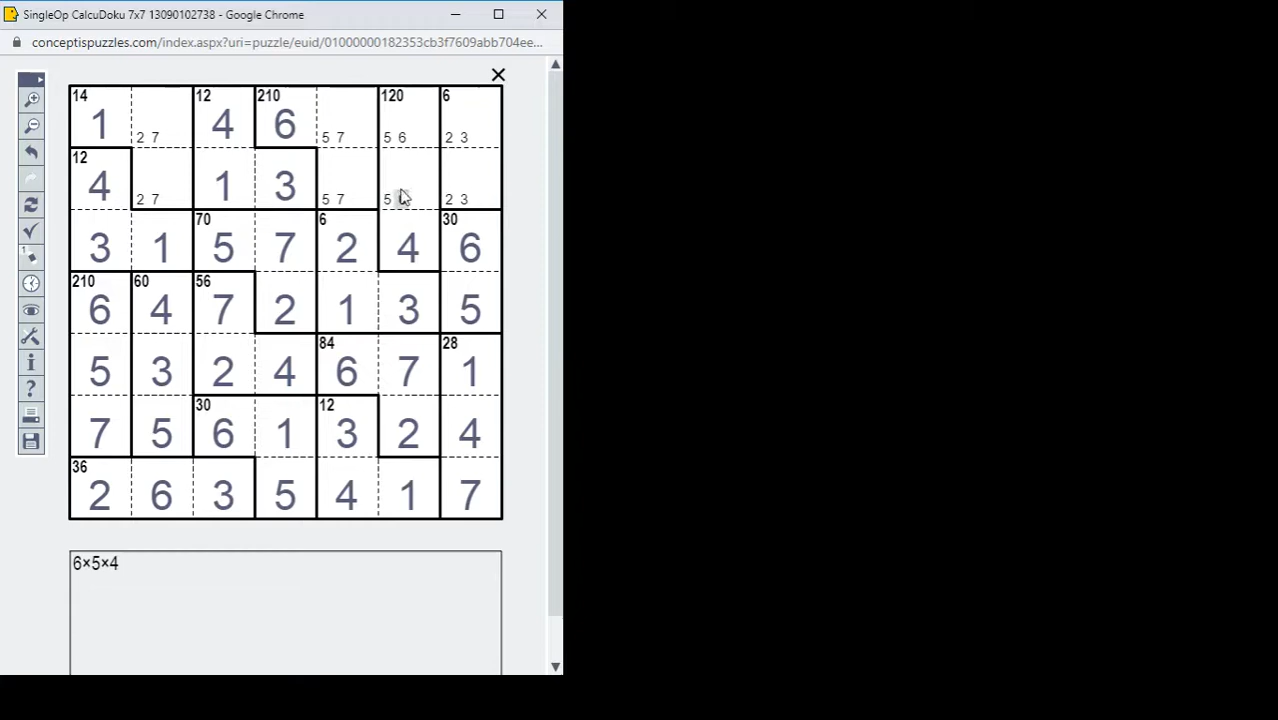 SingleOp CalcuDoku 7x7 13090102738 - Google Chrome
conceptispuzzles.com/index.aspx?uri=puzzle/euid/01000000182353cb3f7609abb704ee...
14 12 210 120 6
1 4 6
2 7 5 7 5 6 2 3
12
4 1 3
2 7 5 7 5 2 3
70 6 30
3 1 5 7 2 4 6
210 60 56
6 4 7 2 1 3 5
84 28
5 3 2 4 6 7 1
30 12
7 5 6 1 3 2 4
36
2 6 3 5 4 1 7
6×5×4